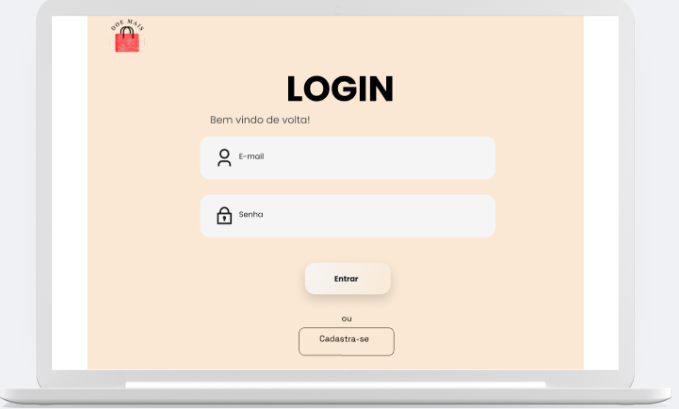 DOE MAIS
LOGIN
Bem vindo de volta!
E-mail
Senha
Entrar
ou
Cadastra-se